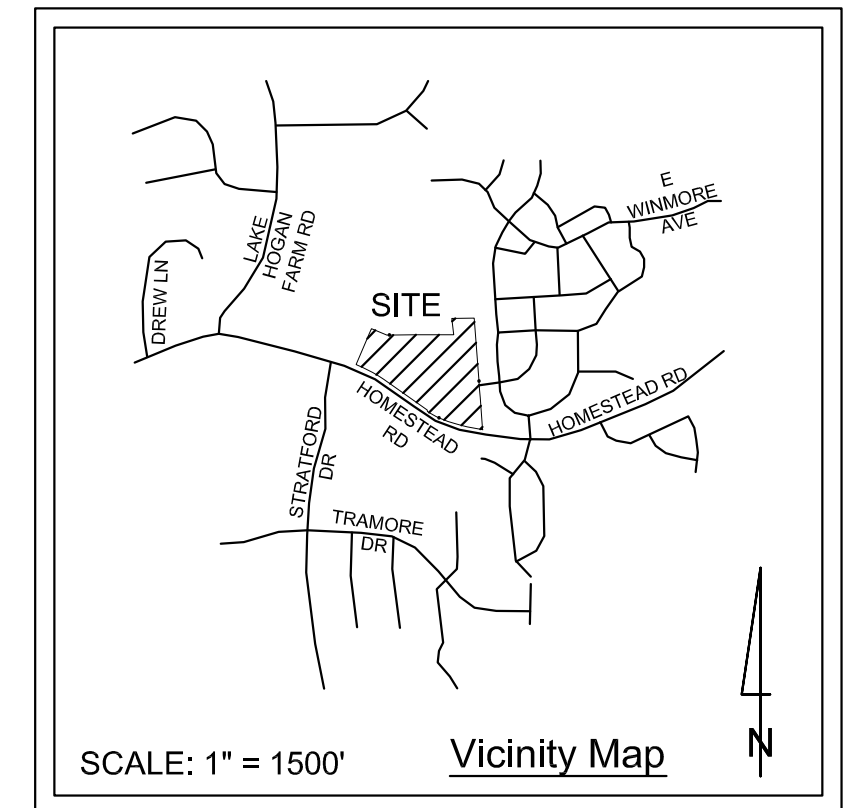 E
WINMORE
AVE
LAKE
HOGAN
FARM RD
DREW LN
SITE
HOMESTEAD
RD
HOMESTEAD RD
STRATFORD
DR
TRAMORE
DR
N
SCALE: 1" = 1500'
Vicinity Map